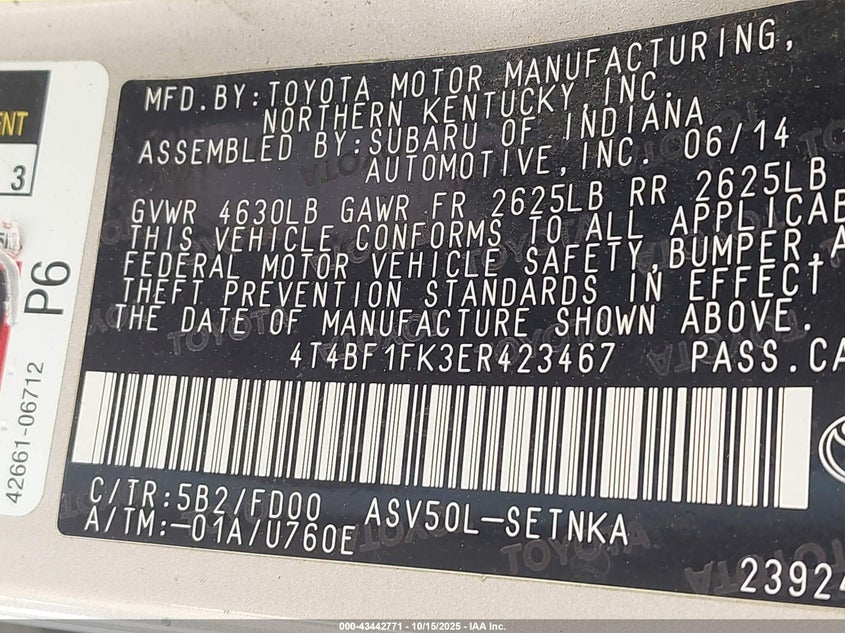 MFD.BY:TOYOTA MOTOR MANUFACTURING,
NORTHERN KENTUCKY, INC.
ASSEMBLED BY:SUBARU OF INDIANA
AUTOMOTIVE,INC. 06/14
GVWR 4630LB GAWR FR 2625LB RR 2625LB
THIS VEHICLE CONFORMS TO ALL APPLICAB
FEDERAL MOTOR VEHICLE SAFETY,BUMPER,A
THEFT PREVENTION STANDARDS IN EFFECT
THE DATE OF MANUFACTURE SHOWN ABOVE.
4T4BF1FK3ER423467 PASS.CA
C/TR:5B2/FD00 ASV50L-SETNKA
A/TM:-01A/U760E
23924
ENT
3
P6
42661-06712
000-43442771 - 10/15/2025 - IAA Inc.